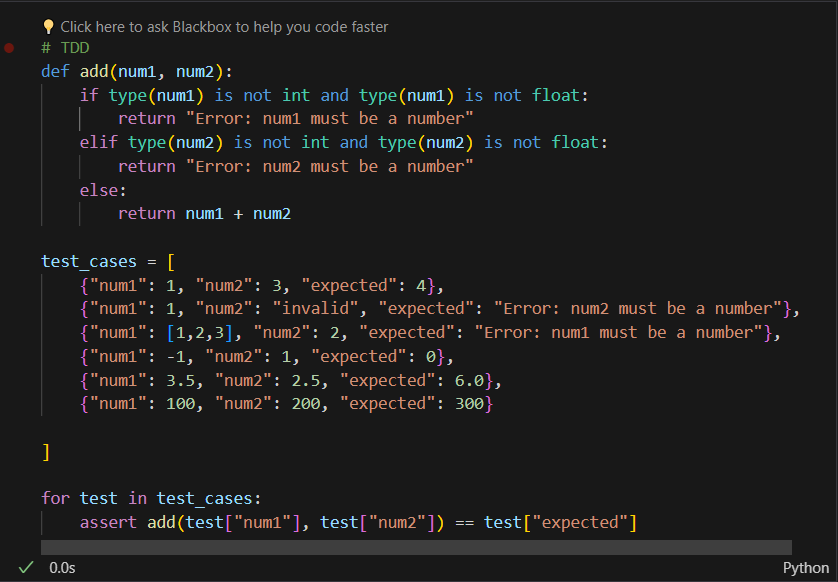 Click here to ask Blackbox to help you code faster
# TDD
def add(num1, num2):
    if type(num1) is not int and type(num1) is not float:
        return "Error: num1 must be a number"
    elif type(num2) is not int and type(num2) is not float:
        return "Error: num2 must be a number"
    else:
        return num1 + num2
test_cases = [
    {"num1": 1, "num2": 3, "expected": 4},
    {"num1": 1, "num2": "invalid", "expected": "Error: num2 must be a number"},
    {"num1": [1,2,3], "num2": 2, "expected": "Error: num1 must be a number"},
    {"num1": -1, "num2": 1, "expected": 0},
    {"num1": 3.5, "num2": 2.5, "expected": 6.0},
    {"num1": 100, "num2": 200, "expected": 300}
]
for test in test_cases:
    assert add(test["num1"], test["num2"]) == test["expected"]
0.0s
Python